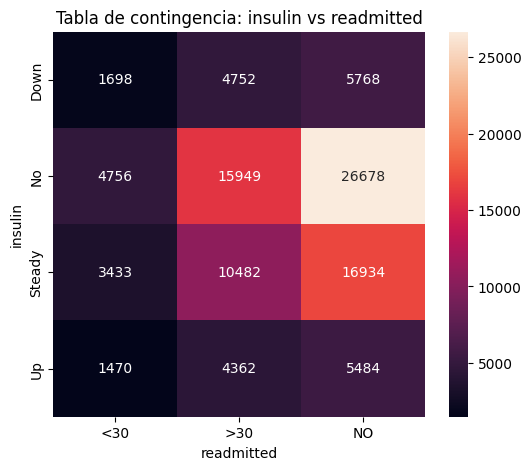 Tabla de contingencia: insulin vs readmitted
insulin
Down 1698 4752 5768
No 4756 15949 26678
Steady 3433 10482 16934
Up 1470 4362 5484
<30 >30 NO
readmitted
25000
20000
15000
10000
5000